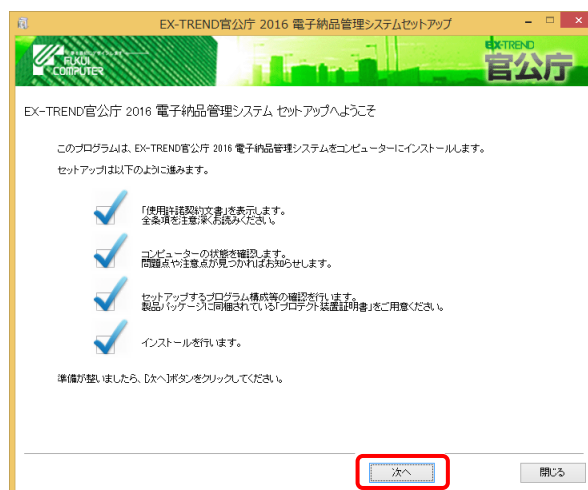 EX-TREND官公庁 2016 電子納品管理システムセットアップ
FUKUI
COMPUTER
EX-TREND
官公庁
EX-TREND官公庁 2016 電子納品管理システム セットアップへようこそ
このプログラムは、EX-TREND官公庁 2016 電子納品管理システムをコンピューターにインストールします。
セットアップは以下のように進みます。
「使用許諾契約文書」を表示します。
全条項を注意深くお読みください。
コンピューターの状態を確認します。
問題点や注意点が見つかればお知らせします。
セットアップするプログラム構成等の確認を行います。
製品パッケージに同梱されている「プロテクト装置証明書」をご用意ください。
インストールを行います。
準備が整いましたら、[次へ]ボタンをクリックしてください。
次へ
閉じる